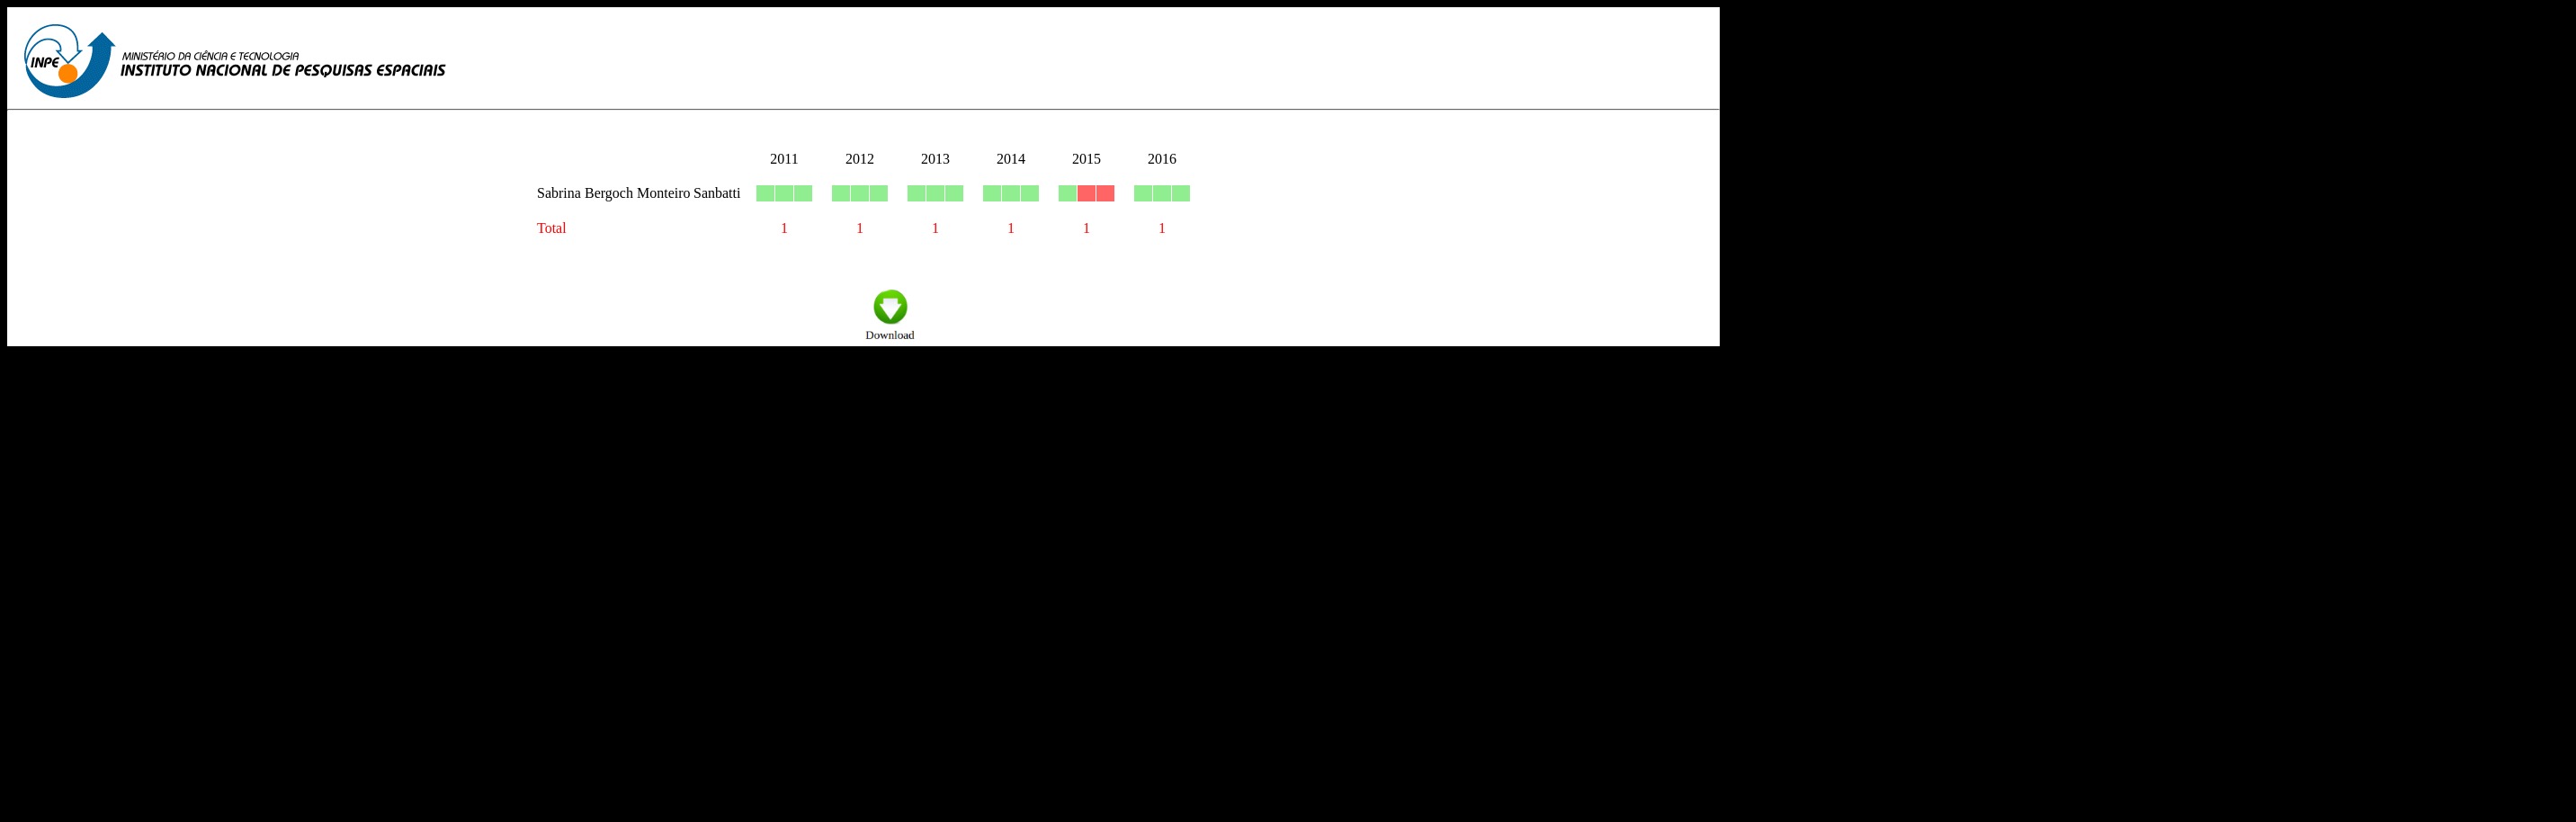 INPE
MINISTÉRIO DA CIÊNCIA E TECNOLOGIA
INSTITUTO NACIONAL DE PESQUISAS ESPACIAIS
2011 2012 2013 2014 2015 2016
Sabrina Bergoch Monteiro Sanbatti
Total 1 1 1 1 1 1
Download